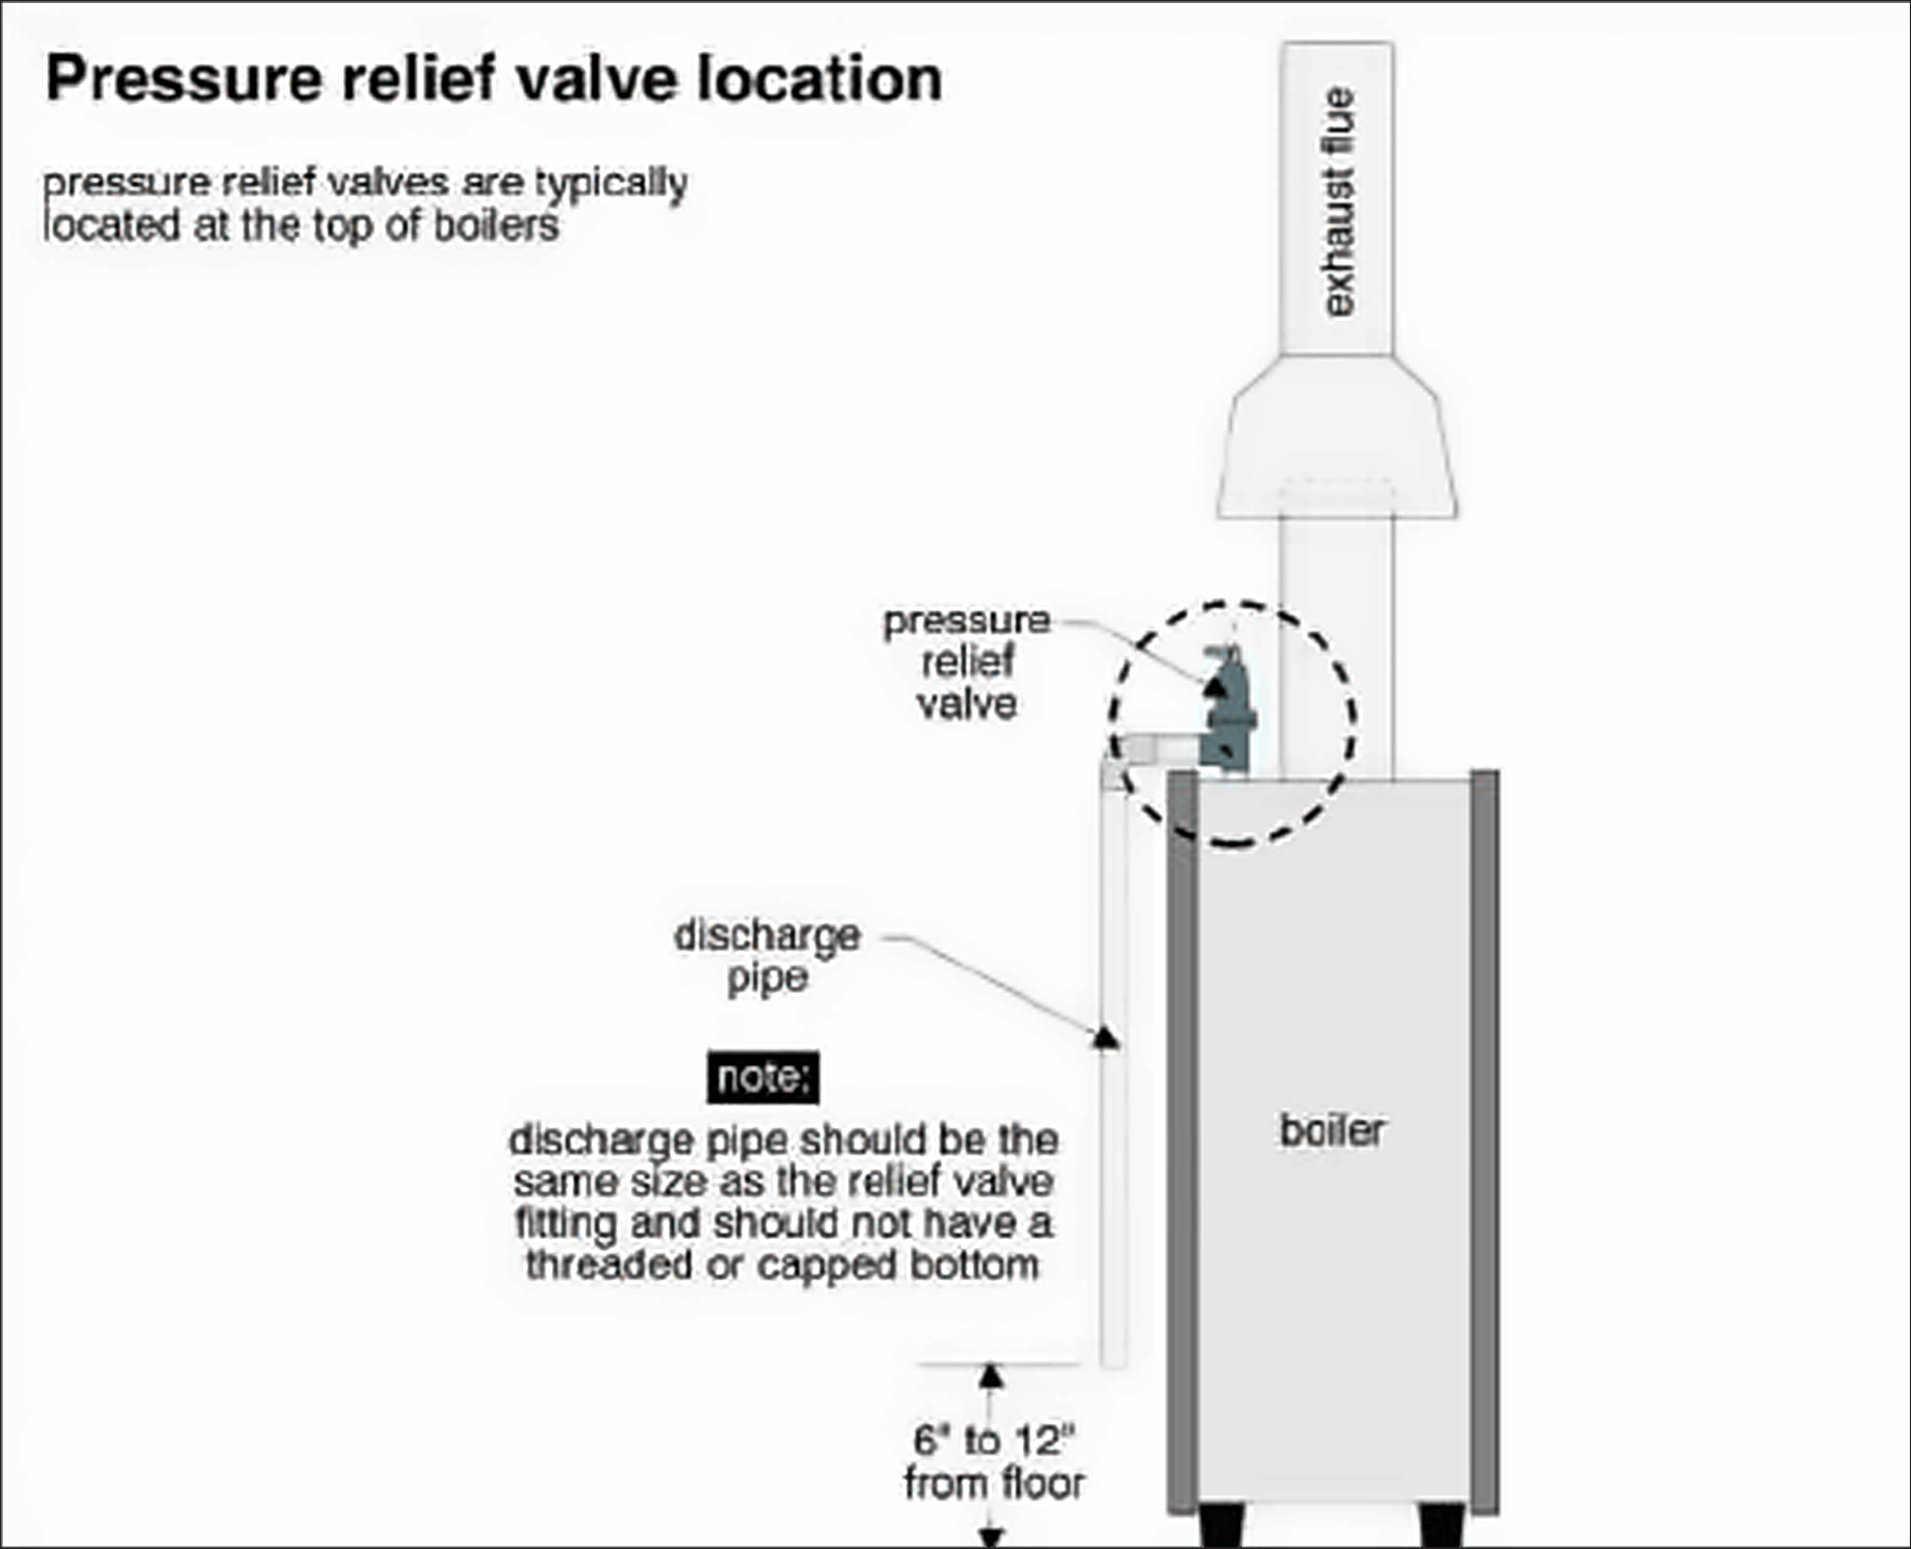 Pressure relief valve location
pressure relief valves are typically
located at the top of boilers
exhaust flue
pressure
relief
valve
discharge
pipe
note:
discharge pipe should be the
same size as the relief valve
fitting and should not have a
threaded or capped bottom
boiler
6" to 12"
from floor